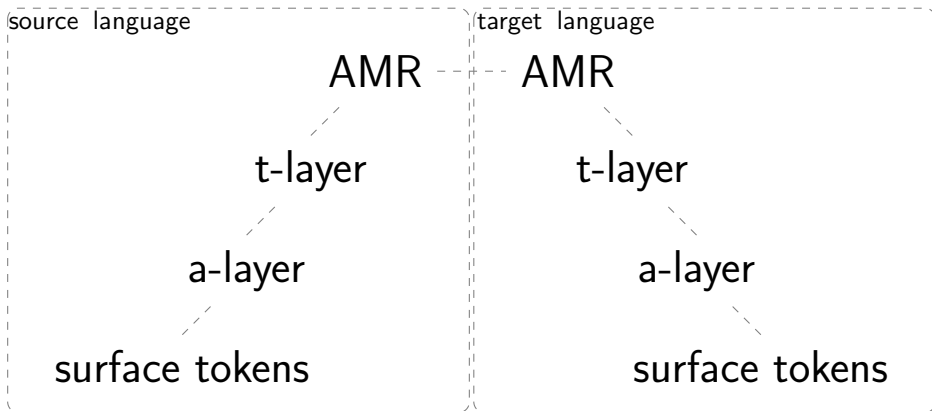 source language
AMR
t-layer
a-layer
surface tokens
target language
AMR
t-layer
a-layer
surface tokens